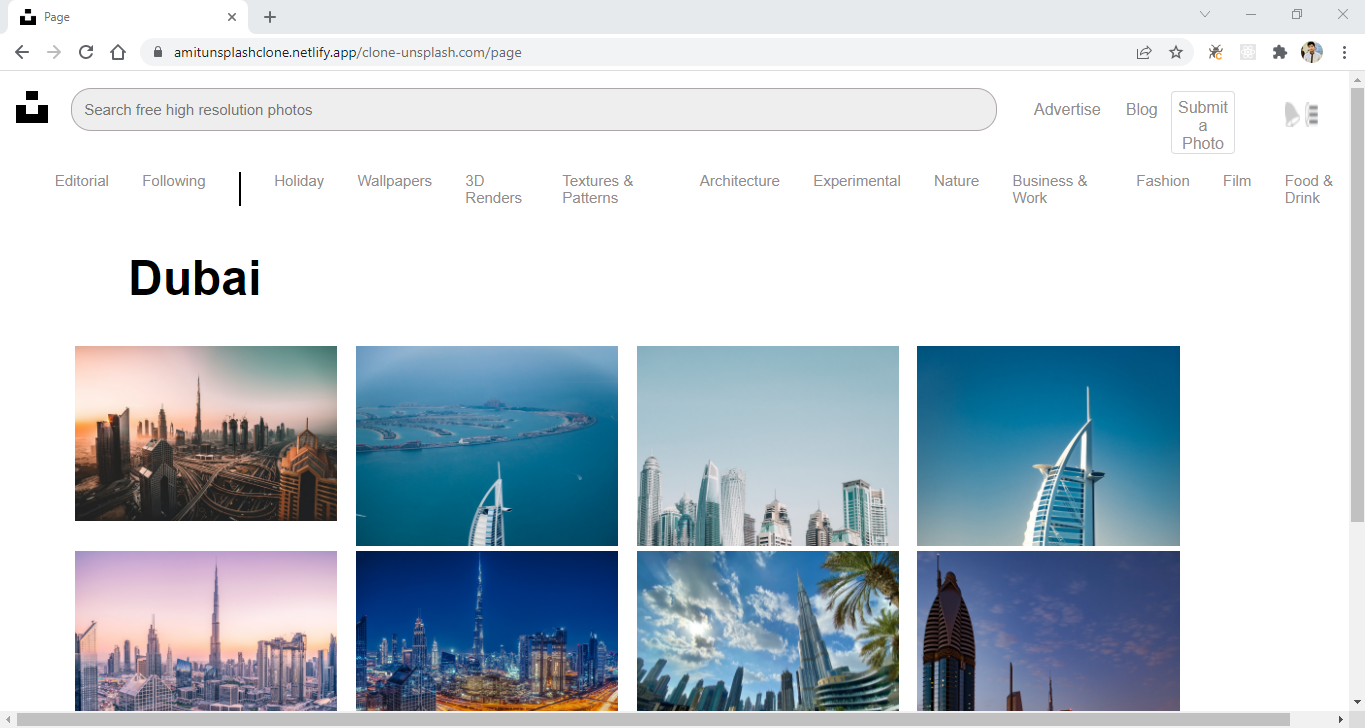 Page
amitunsplashclone.netlify.app/clone-unsplash.com/page
Search free high resolution photos
Advertise
Blog
Submit
a
Photo
Editorial
Following
Holiday
Wallpapers
3D
Renders
Textures &
Patterns
Architecture
Experimental
Nature
Business &
Work
Fashion
Film
Food &
Drink
Dubai